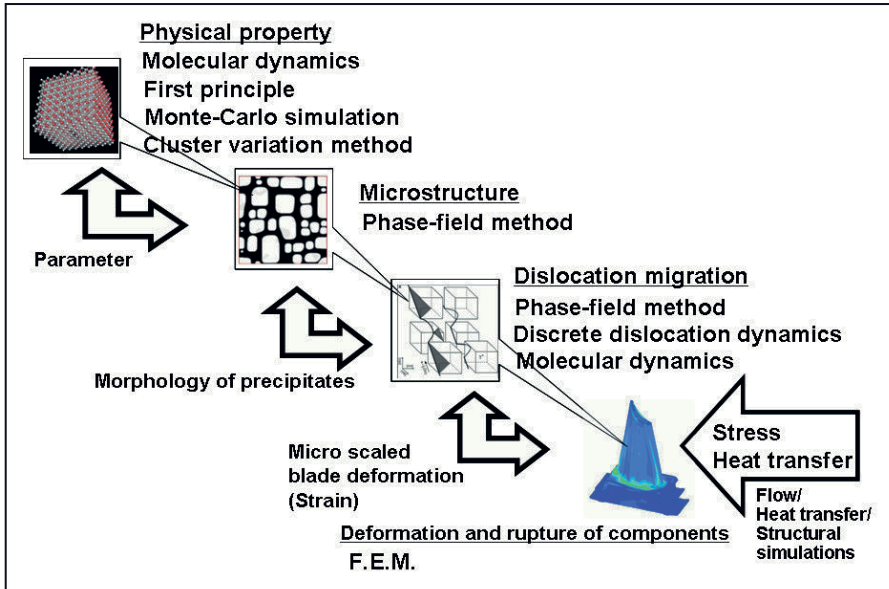 Physical property
Molecular dynamics
First principle
Monte-Carlo simulation
Cluster variation method
Parameter
Microstructure
Phase-field method
Morphology of precipitates
Dislocation migration
Phase-field method
Discrete dislocation dynamics
Molecular dynamics
Micro scaled
blade deformation
(Strain)
Stress
Heat transfer
Flow/
Heat transfer/
Structural
simulations
Deformation and rupture of components
F.E.M.